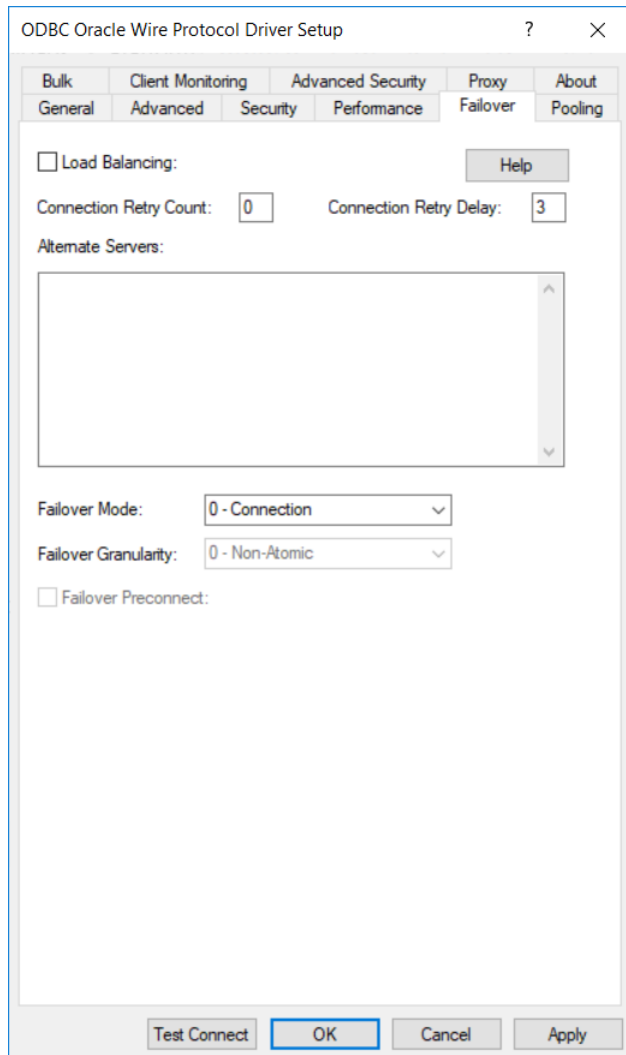 ODBC Oracle Wire Protocol Driver Setup ?
Bulk Client Monitoring Advanced Security Proxy About
General Advanced Security Performance Failover Pooling
Load Balancing: Help
Connection Retry Count: 0 Connection Retry Delay: 3
Alternate Servers:
Failover Mode: 0 - Connection
Failover Granularity: 0 - Non-Atomic
Failover Preconnect:
Test Connect OK Cancel Apply